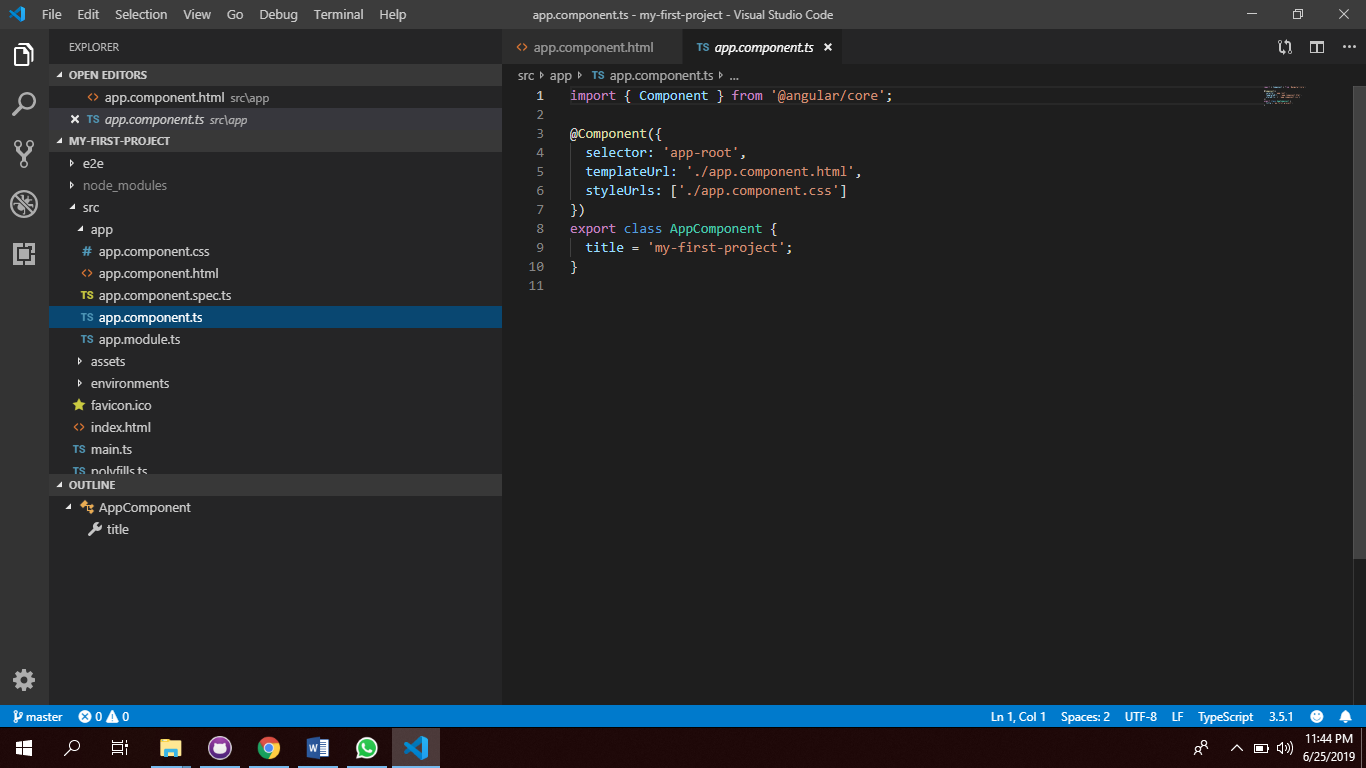 File Edit Selection View Go Debug Terminal Help
app.component.ts - my-first-project - Visual Studio Code
EXPLORER
OPEN EDITORS
app.component.html src\app
TS app.component.ts src\app
MY-FIRST-PROJECT
e2e
node_modules
src
app
# app.component.css
<> app.component.html
TS app.component.spec.ts
TS app.component.ts
TS app.module.ts
assets
environments
favicon.ico
<> index.html
TS main.ts
TS polyfills.ts
OUTLINE
AppComponent
title
<> app.component.html
TS app.component.ts
src app TS app.component.ts ...
1 import { Component } from '@angular/core';
2
3 @Component({
4 selector: 'app-root',
5 templateUrl: './app.component.html',
6 styleUrls: ['./app.component.css']
7 })
8 export class AppComponent {
9 title = 'my-first-project';
10 }
11
master 0 0
Ln 1, Col 1 Spaces: 2 UTF-8 LF TypeScript 3.5.1
11:44 PM
6/25/2019